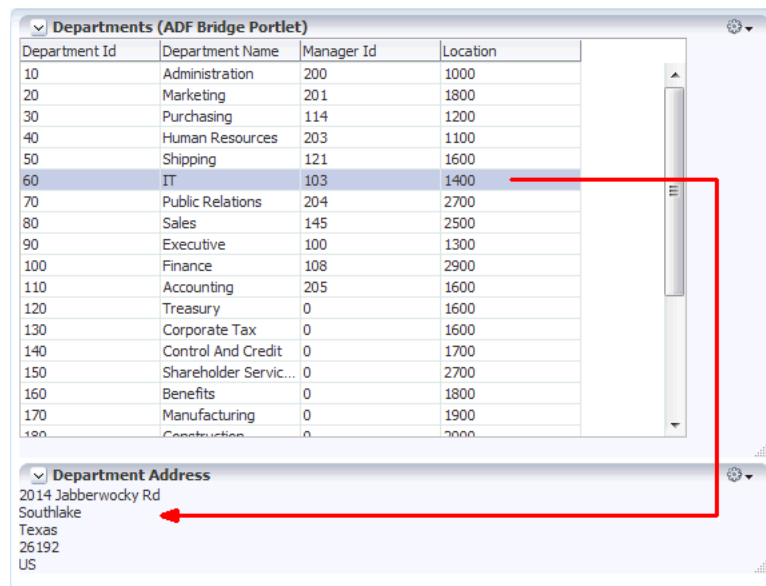 Departments (ADF Bridge Portlet)
Department Id Department Name Manager Id Location
10 Administration 200 1000
20 Marketing 201 1800
30 Purchasing 114 1200
40 Human Resources 203 1100
50 Shipping 121 1600
60 IT 103 1400
70 Public Relations 204 2700
80 Sales 145 2500
90 Executive 100 1300
100 Finance 108 2900
110 Accounting 205 1600
120 Treasury 0 1600
130 Corporate Tax 0 1600
140 Control And Credit 0 1700
150 Shareholder Servic... 0 2700
160 Benefits 0 1800
170 Manufacturing 0 1900
180 Construction 0 2000
Department Address
2014 Jabberwocky Rd
Southlake
Texas
26192
US